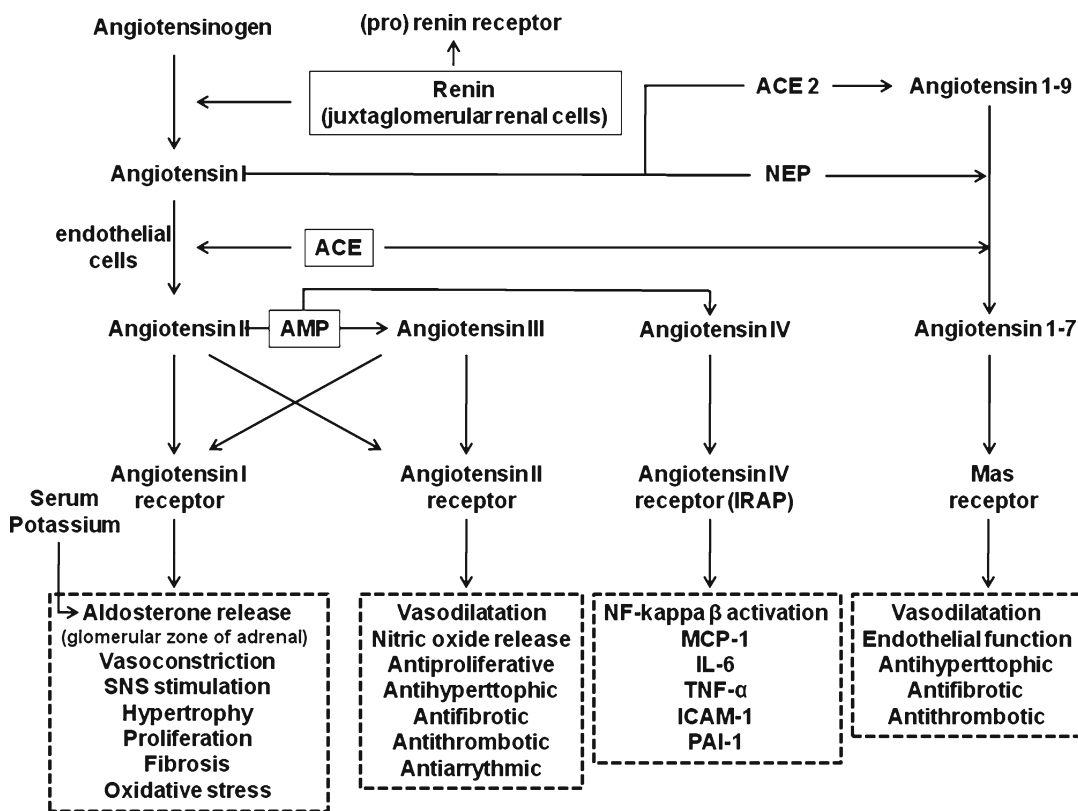 Angiotensinogen
(pro) renin receptor
Renin
(juxtaglomerular renal cells)
ACE 2
Angiotensin 1-9
Angiotensin I
NEP
endothelial
cells
ACE
Angiotensin II
AMP
Angiotensin III
Angiotensin IV
Angiotensin 1-7
Angiotensin I
receptor
Angiotensin II
receptor
Angiotensin IV
receptor (IRAP)
Mas
receptor
Serum
Potassium
Aldosterone release
(glomerular zone of adrenal)
Vasoconstriction
SNS stimulation
Hypertrophy
Proliferation
Fibrosis
Oxidative stress
Vasodilatation
Nitric oxide release
Antiproliferative
Antihyperttophic
Antifibrotic
Antithrombotic
Antiarrythmic
NF-kappa β activation
MCP-1
IL-6
TNF-α
ICAM-1
PAI-1
Vasodilatation
Endothelial function
Antihyperttophic
Antifibrotic
Antithrombotic